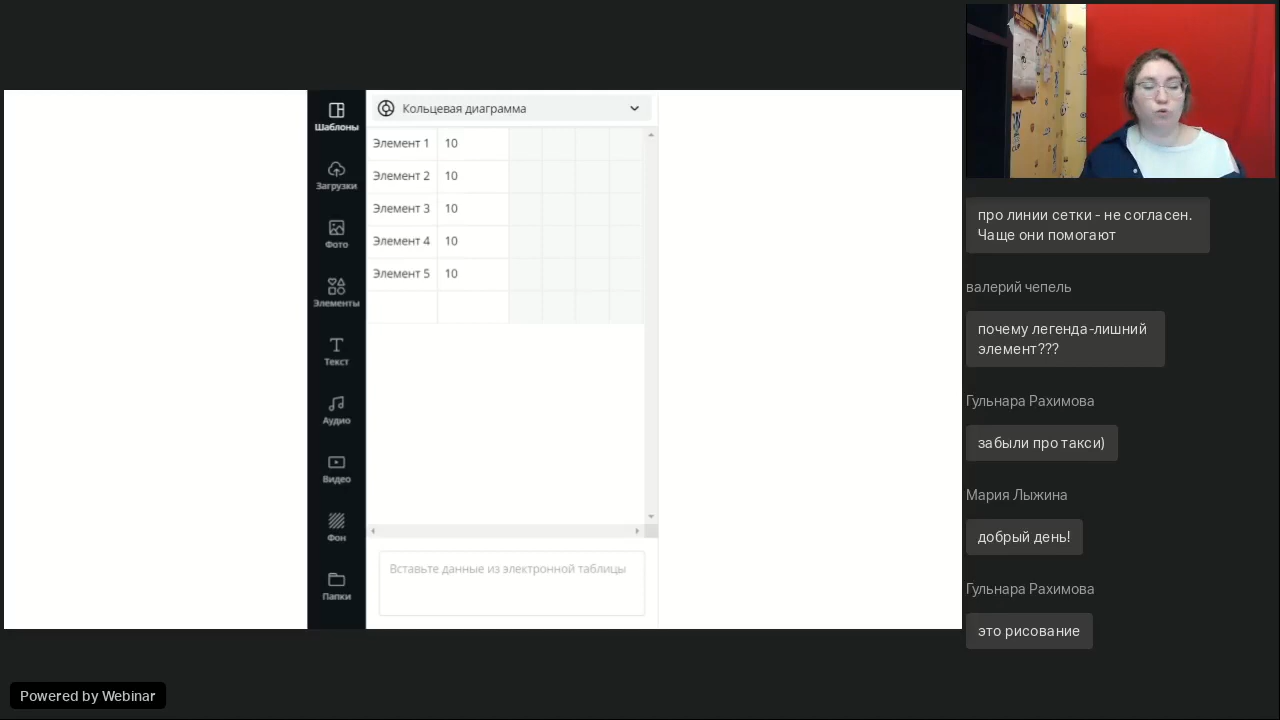 Шаблоны
Загрузки
Фото
Элементы
Текст
Аудио
Видео
Фон
Папки
Кольцевая диаграмма
Элемент 1 10
Элемент 2 10
Элемент 3 10
Элемент 4 10
Элемент 5 10
Вставьте данные из электронной таблицы
про линии сетки - не согласен.
Чаще они помогают
валерий чепель
почему легенда-лишний
элемент???
Гульнара Рахимова
забыли про такси)
Мария Лыжина
добрый день!
Гульнара Рахимова
это рисование
Powered by Webinar